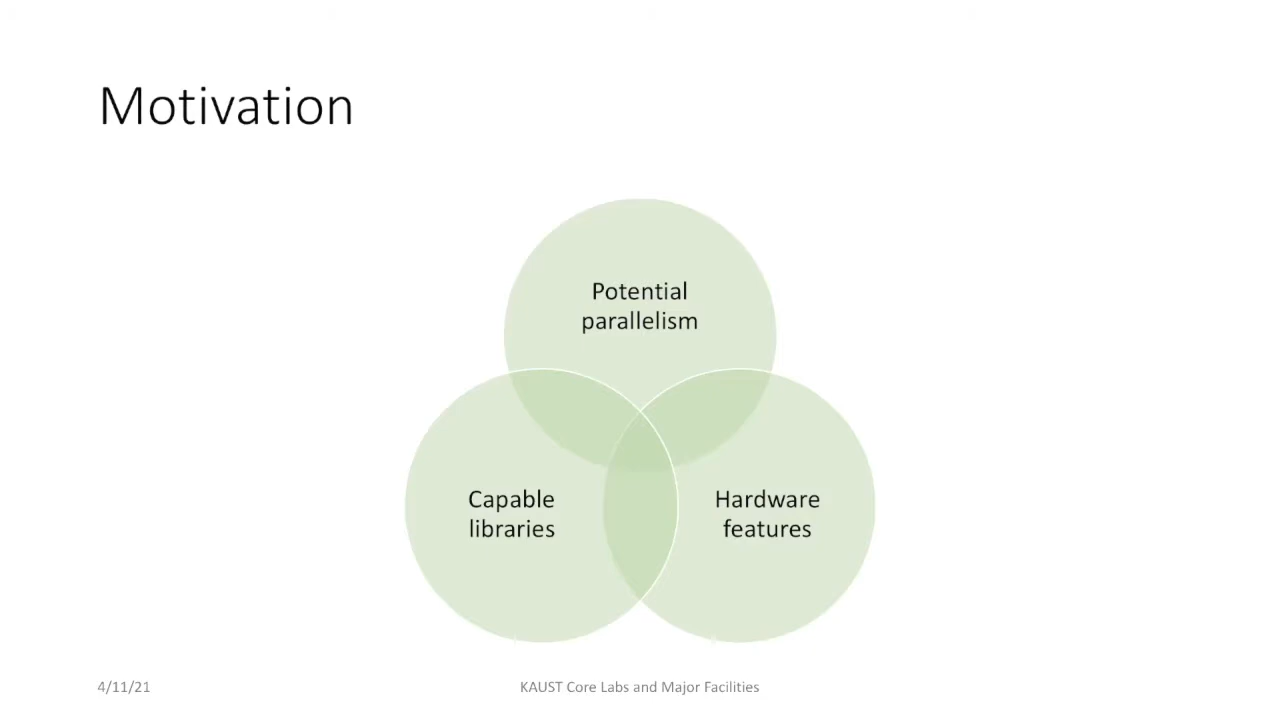 Motivation
Potential
parallelism
Capable
libraries
Hardware
features
4/11/21
KAUST Core Labs and Major Facilities